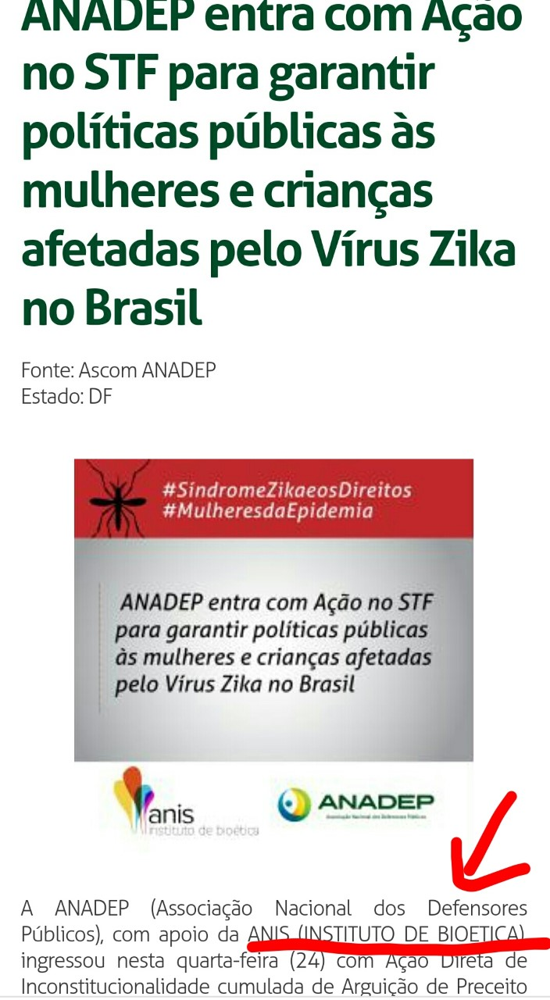 ANADEP entra com Ação
no STF para garantir
políticas públicas às
mulheres e crianças
afetadas pelo Vírus Zika
no Brasil
Fonte: Ascom ANADEP
Estado: DF
#SíndromeZikaeosDireitos
#MulheresdaEpidemia
ANADEP entra com Ação no STF
para garantir políticas públicas
às mulheres e crianças afetadas
pelo Vírus Zika no Brasil
anis
instituto de bioética
ANADEP
Associação Nacional dos Defensores Públicos
A ANADEP (Associação Nacional dos Defensores
Públicos), com apoio da ANIS (INSTITUTO DE BIOETICA)
ingressou nesta quarta-feira (24) com Ação Direta de
Inconstitucionalidade cumulada de Arguição de Preceito